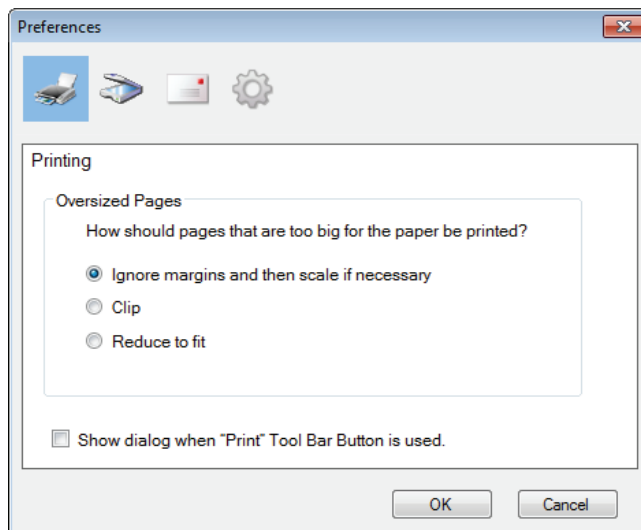 Preferences
Printing
Oversized Pages
How should pages that are too big for the paper be printed?
Ignore margins and then scale if necessary
Clip
Reduce to fit
Show dialog when "Print" Tool Bar Button is used.
OK Cancel